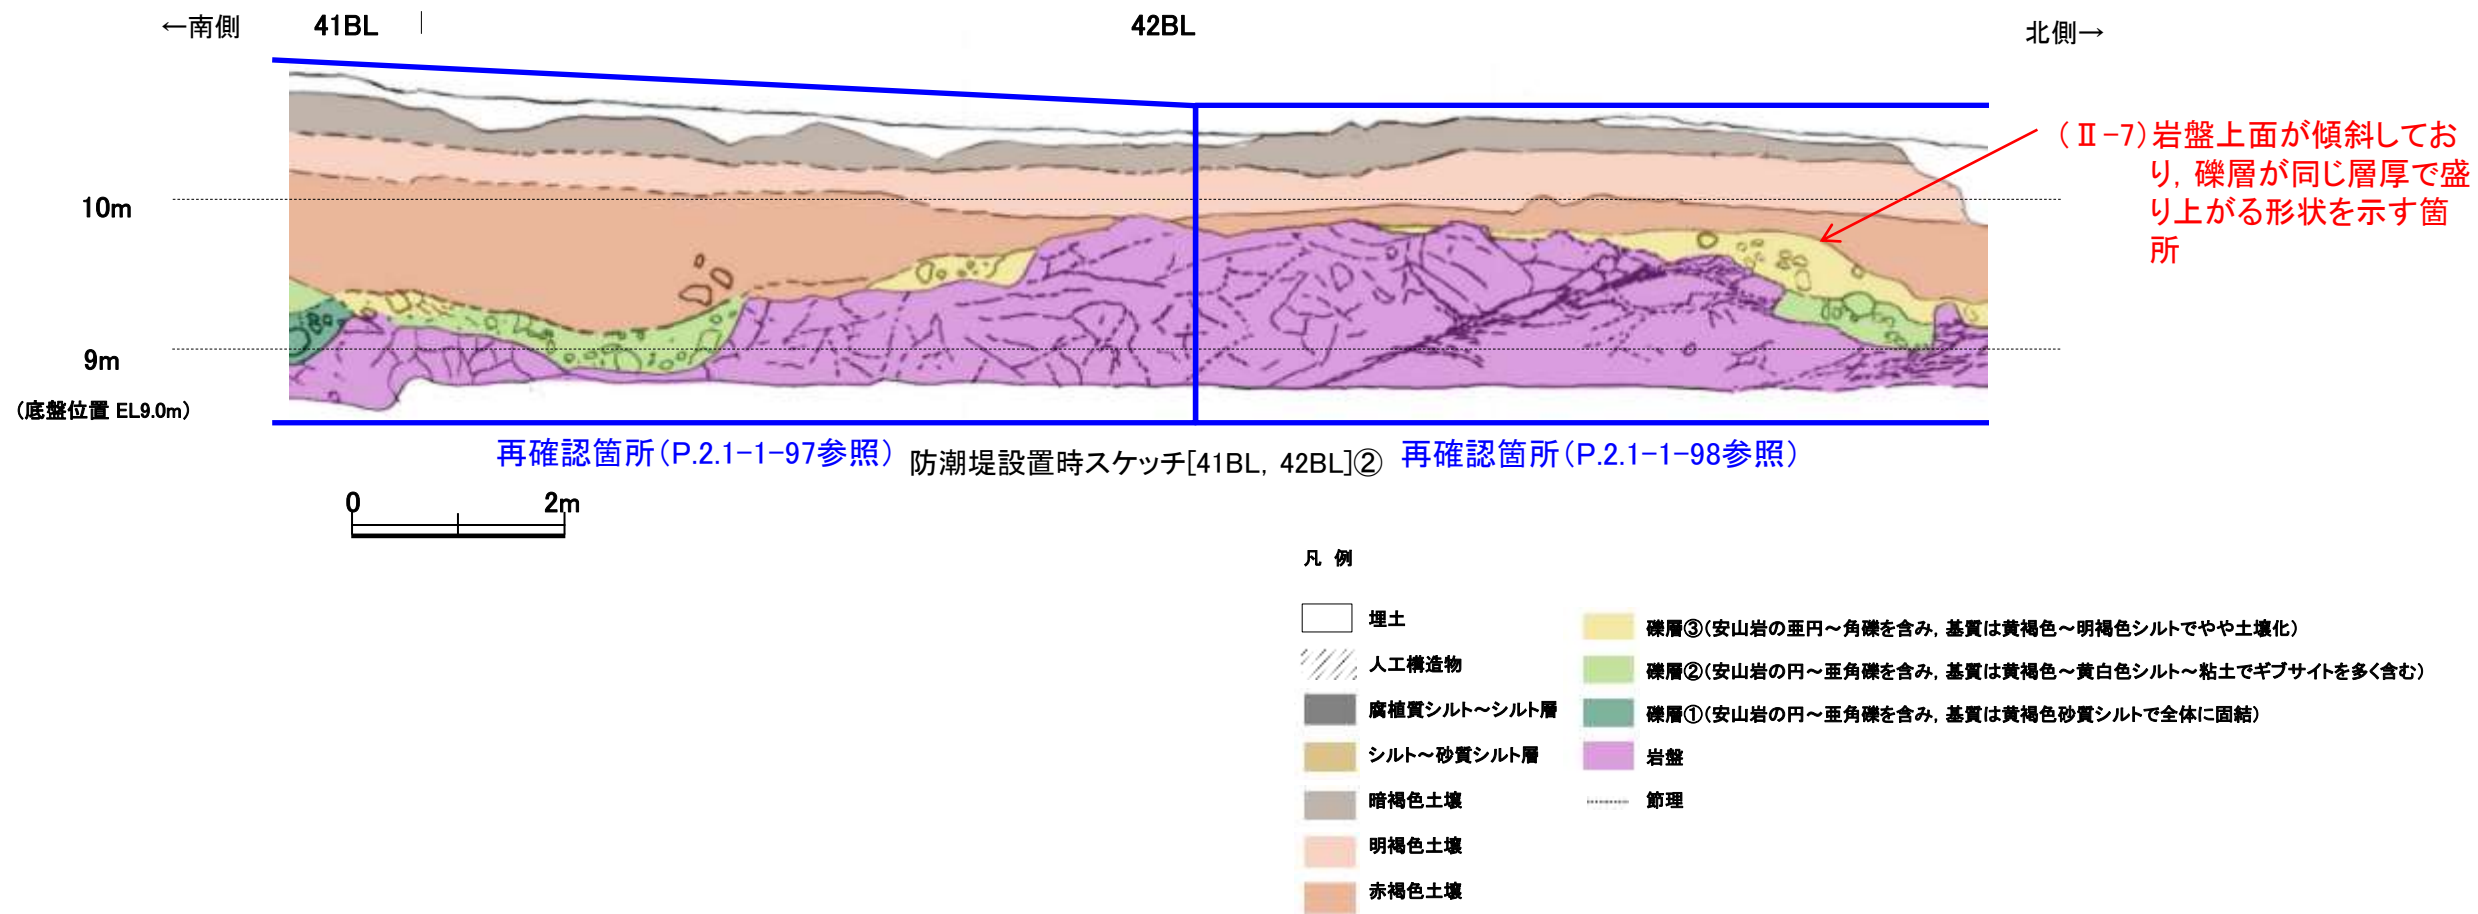 ←南側
41BL
42BL
北側→
(Ⅱ-7)岩盤上面が傾斜してお
り，礫層が同じ層厚で盛
り上がる形状を示す箇
所
10m
9m
(底盤位置 EL9.0m)
再確認箇所(P.2.1-1-97参照)
防潮堤設置時スケッチ[41BL，42BL]②
再確認箇所(P.2.1-1-98参照)
0
2m
凡 例
埋土
人工構造物
腐植質シルト～シルト層
シルト～砂質シルト層
暗褐色土壌
明褐色土壌
赤褐色土壌
礫層③(安山岩の亜円～角礫を含み，基質は黄褐色～明褐色シルトでやや土壌化)
礫層②(安山岩の円～亜角礫を含み，基質は黄褐色～黄白色シルト～粘土でギブサイトを多く含む)
礫層①(安山岩の円～亜角礫を含み，基質は黄褐色砂質シルトで全体に固結)
岩盤
節理